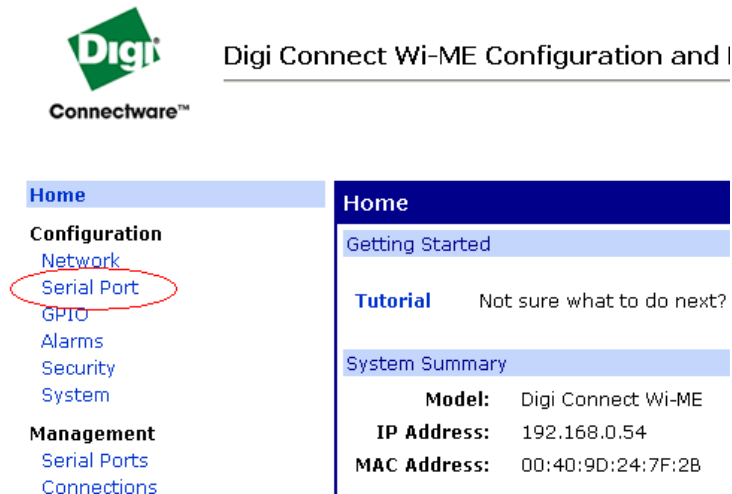 Digi
Connectware™
Digi Connect Wi-ME Configuration and
Home
Configuration
Network
Serial Port
GPIO
Alarms
Security
System
Management
Serial Ports
Connections
Home
Getting Started
Tutorial Not sure what to do next?
System Summary
Model: Digi Connect Wi-ME
IP Address: 192.168.0.54
MAC Address: 00:40:9D:24:7F:2B